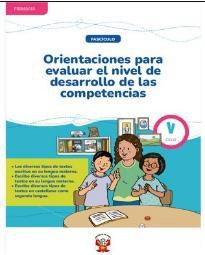 PRIMARIA
FASCÍCULO
Orientaciones para
evaluar el nivel de
desarrollo de las
competencias
V
CICLO
• Lee diversos tipos de textos
escritos en su lengua materna.
• Escribe diversos tipos de
textos en su lengua materna.
• Escribe diversos tipos de
textos en castellano como
segunda lengua.